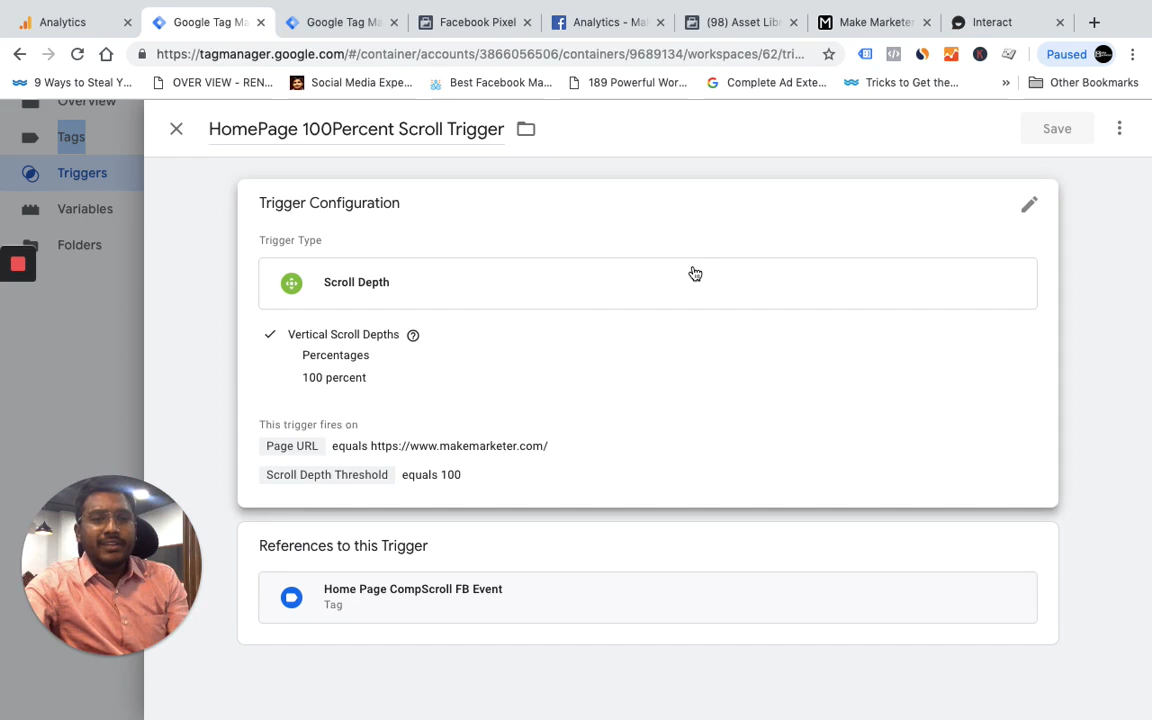 Analytics
Google Tag Ma
Google Tag Ma
Facebook Pixel
Analytics - Ma
(98) Asset Libr
Make Marketer
Interact
https://tagmanager.google.com/#/container/accounts/3866056506/containers/9689134/workspaces/62/tri...
Paused
9 Ways to Steal Y...
OVER VIEW - REN...
Social Media Expe...
Best Facebook Ma...
189 Powerful Wor...
Complete Ad Exte...
Tricks to Get the...
»
Other Bookmarks
Overview
Tags
Triggers
Variables
Folders
HomePage 100Percent Scroll Trigger
Save
Trigger Configuration
Trigger Type
Scroll Depth
Vertical Scroll Depths
Percentages
100 percent
This trigger fires on
Page URL equals https://www.makemarketer.com/
Scroll Depth Threshold equals 100
References to this Trigger
Home Page CompScroll FB Event
Tag